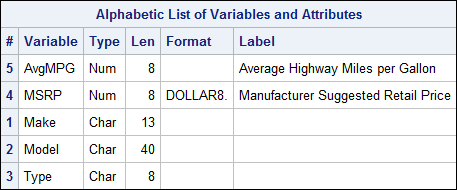 Alphabetic List of Variables and Attributes
# Variable Type Len Format Label
5 AvgMPG Num 8 Average Highway Miles per Gallon
4 MSRP Num 8 DOLLAR8. Manufacturer Suggested Retail Price
1 Make Char 13
2 Model Char 40
3 Type Char 8